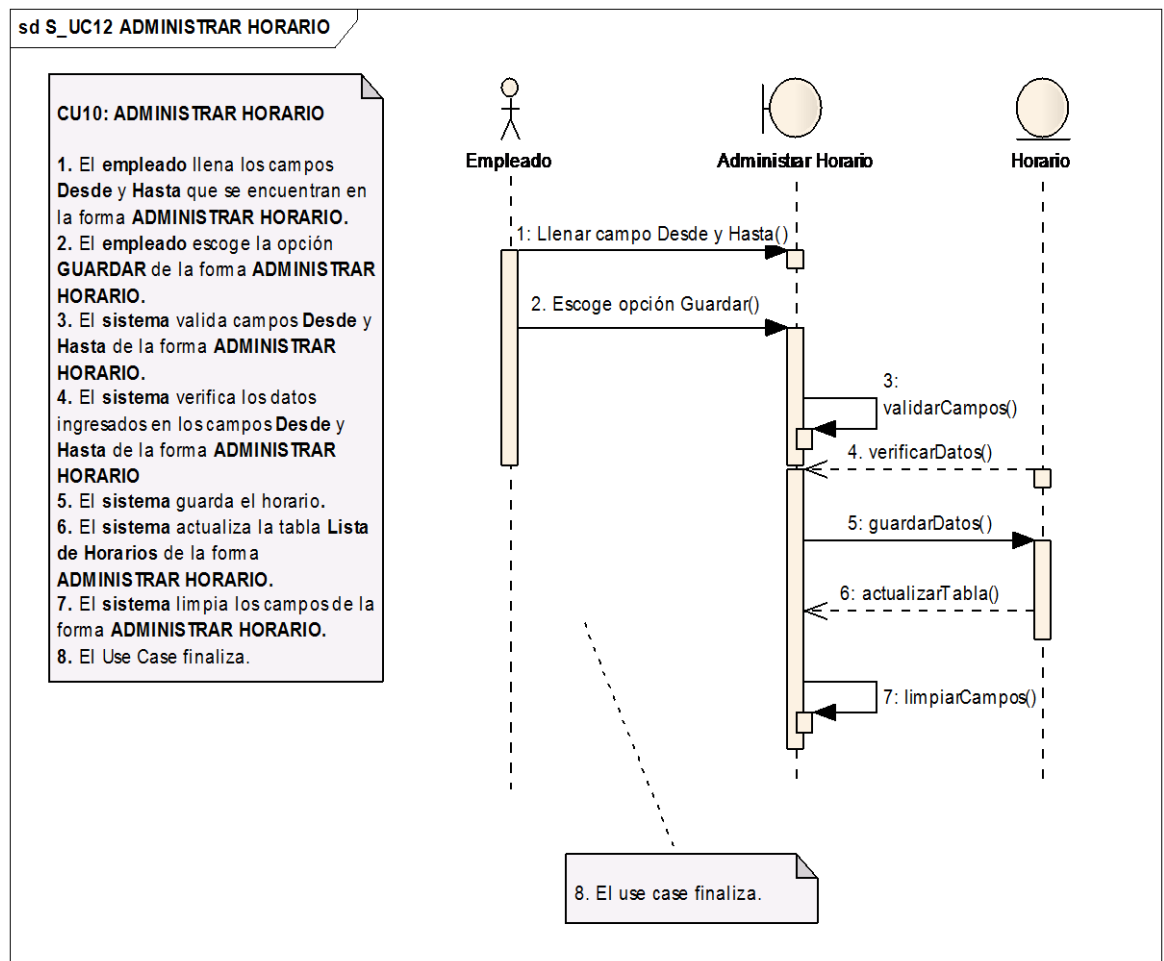 sd S_UC12 ADMINISTRAR HORARIO
CU10: ADMINISTRAR HORARIO
1. El empleado llena los campos
Desde y Hasta que se encuentran en
la forma ADMINISTRAR HORARIO.
2. El empleado escoge la opción
GUARDAR de la forma ADMINISTRAR
HORARIO.
3. El sistema valida campos Desde y
Hasta de la forma ADMINISTRAR
HORARIO.
4. El sistema verifica los datos
ingresados en los campos Desde y
Hasta de la forma ADMINISTRAR
HORARIO
5. El sistema guarda el horario.
6. El sistema actualiza la tabla Lista
de Horarios de la forma
ADMINISTRAR HORARIO.
7. El sistema limpia los campos de la
forma ADMINISTRAR HORARIO.
8. El Use Case finaliza.
Empleado
Administrar Horario
Horario
1: Llenar campo Desde y Hasta()
2. Escoge opción Guardar()
3:
validarCampos()
4. verificarDatos()
5: guardarDatos()
6: actualizarTabla()
7: limpiarCampos()
8. El use case finaliza.